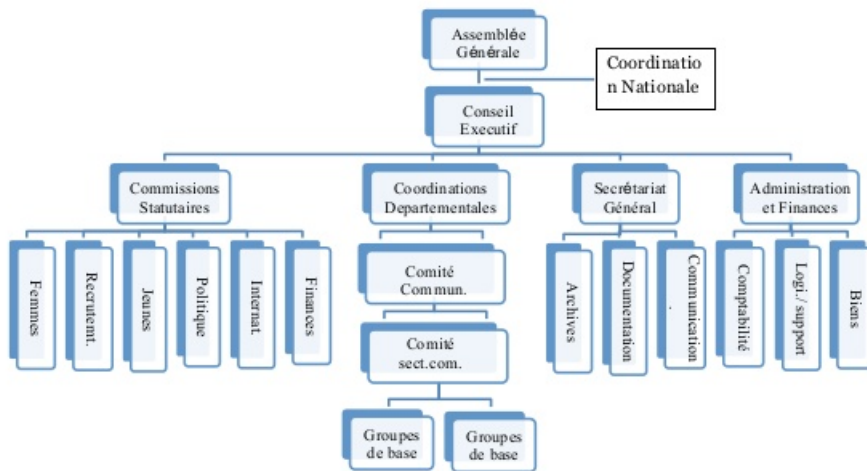 Assemblée
Générale
Coordinatio
n Nationale
Conseil
Executif
Commissions
Statutaires
Coordinations
Departementales
Secrétariat
Général
Administration
et Finances
Femmes
Recrutemt.
Jeunes
Politique
Internat.
Finances
Comité
Commun.
Archives
Documentation
Communication
.
Comptabilité
Logi./ support
Biens
Comité
sect.com.
Groupes
de base
Groupes
de base